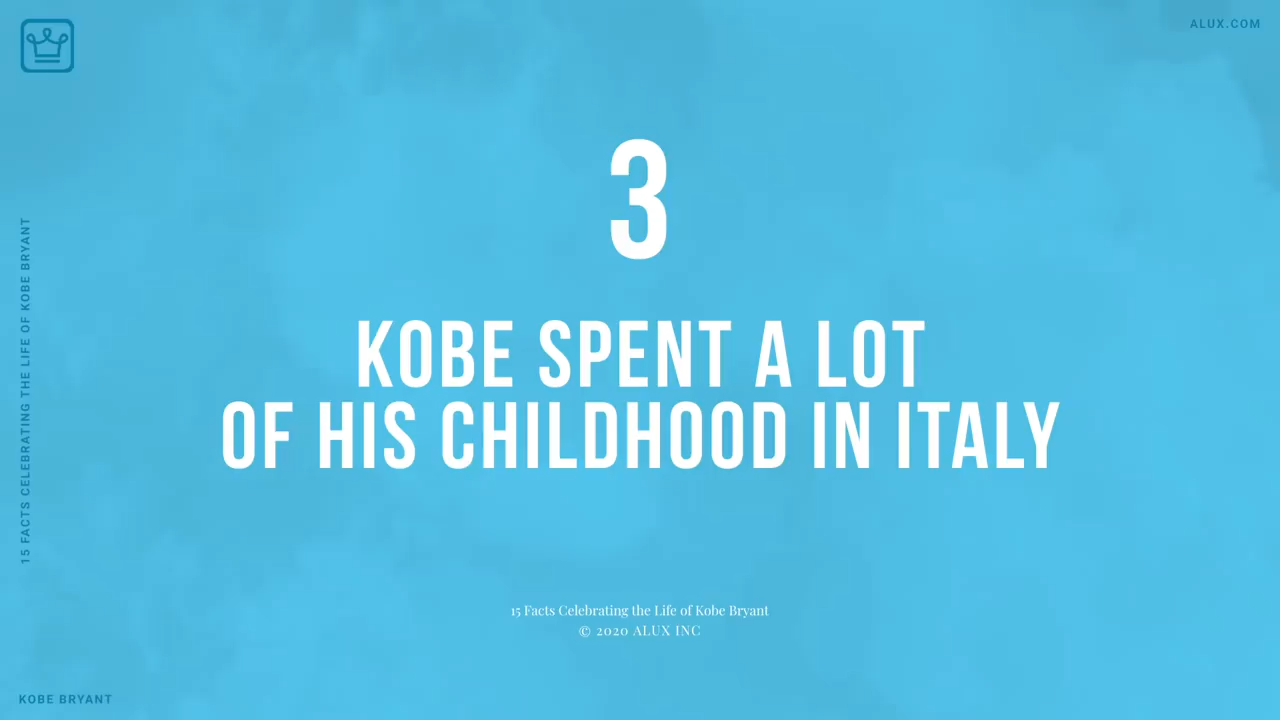 ALUX.COM
3
KOBE SPENT A LOT
OF HIS CHILDHOOD IN ITALY
15 FACTS CELEBRATING THE LIFE OF KOBE BRYANT
15 Facts Celebrating the Life of Kobe Bryant
© 2020 ALUX INC
KOBE BRYANT